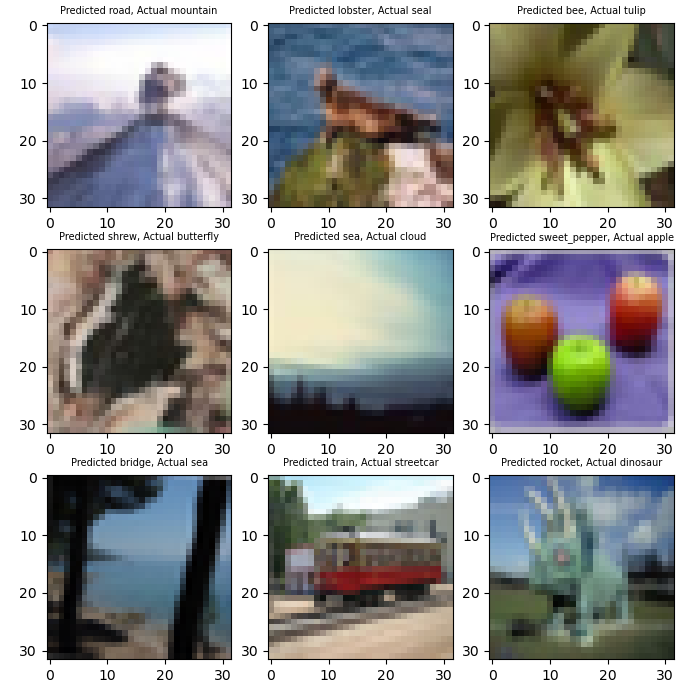 Predicted road, Actual mountain
Predicted lobster, Actual seal
Predicted bee, Actual tulip
0
10
20
30
0
10
20
30
0
10
20
30
0 10 20 30
0 10 20 30
0 10 20 30
Predicted shrew, Actual butterfly
Predicted sea, Actual cloud
Predicted sweet_pepper, Actual apple
0
10
20
30
0
10
20
30
0
10
20
30
0 10 20 30
0 10 20 30
0 10 20 30
Predicted bridge, Actual sea
Predicted train, Actual streetcar
Predicted rocket, Actual dinosaur
0
10
20
30
0
10
20
30
0
10
20
30
0 10 20 30
0 10 20 30
0 10 20 30